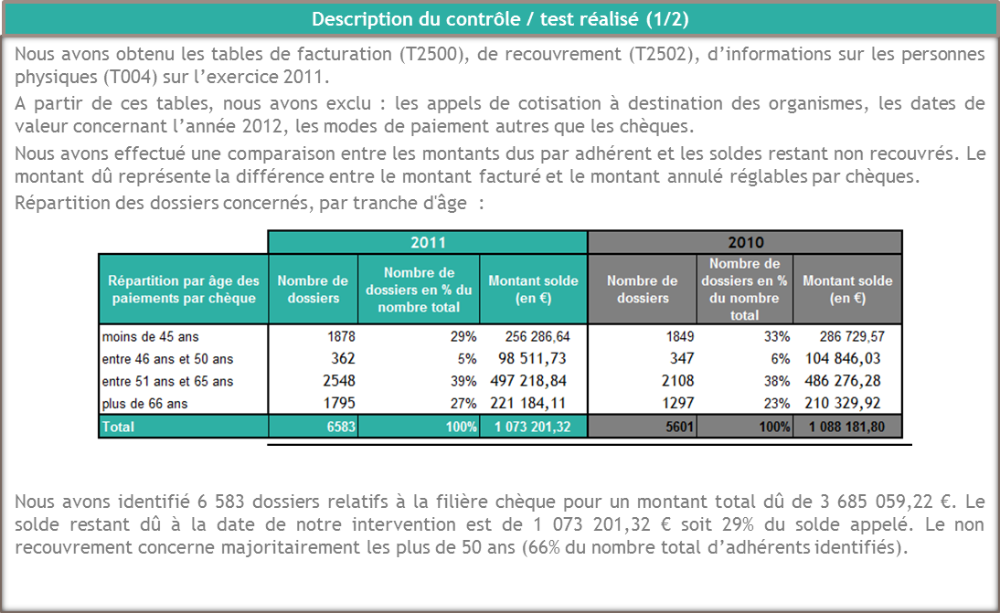 Description du contrôle / test réalisé (1/2)
Nous avons obtenu les tables de facturation (T2500), de recouvrement (T2502), d’informations sur les personnes
physiques (T004) sur l’exercice 2011.
A partir de ces tables, nous avons exclu : les appels de cotisation à destination des organismes, les dates de
valeur concernant l’année 2012, les modes de paiement autres que les chèques.
Nous avons effectué une comparaison entre les montants dus par adhérent et les soldes restant non recouvrés. Le
montant dû représente la différence entre le montant facturé et le montant annulé réglables par chèques.
Répartition des dossiers concernés, par tranche d'âge :
2011 2010
Répartition par âge des paiements par chèque Nombre de dossiers Nombre de dossiers en % du nombre total Montant solde (en €) Nombre de dossiers Nombre de dossiers en % du nombre total Montant solde (en €)
moins de 45 ans 1878 29% 256 286,64 1849 33% 286 729,57
entre 46 ans et 50 ans 362 5% 98 511,73 347 6% 104 846,03
entre 51 ans et 65 ans 2548 39% 497 218,84 2108 38% 486 276,28
plus de 66 ans 1795 27% 221 184,11 1297 23% 210 329,92
Total 6583 100% 1 073 201,32 5601 100% 1 088 181,80
Nous avons identifié 6 583 dossiers relatifs à la filière chèque pour un montant total dû de 3 685 059,22 €. Le
solde restant dû à la date de notre intervention est de 1 073 201,32 € soit 29% du solde appelé. Le non
recouvrement concerne majoritairement les plus de 50 ans (66% du nombre total d’adhérents identifiés).